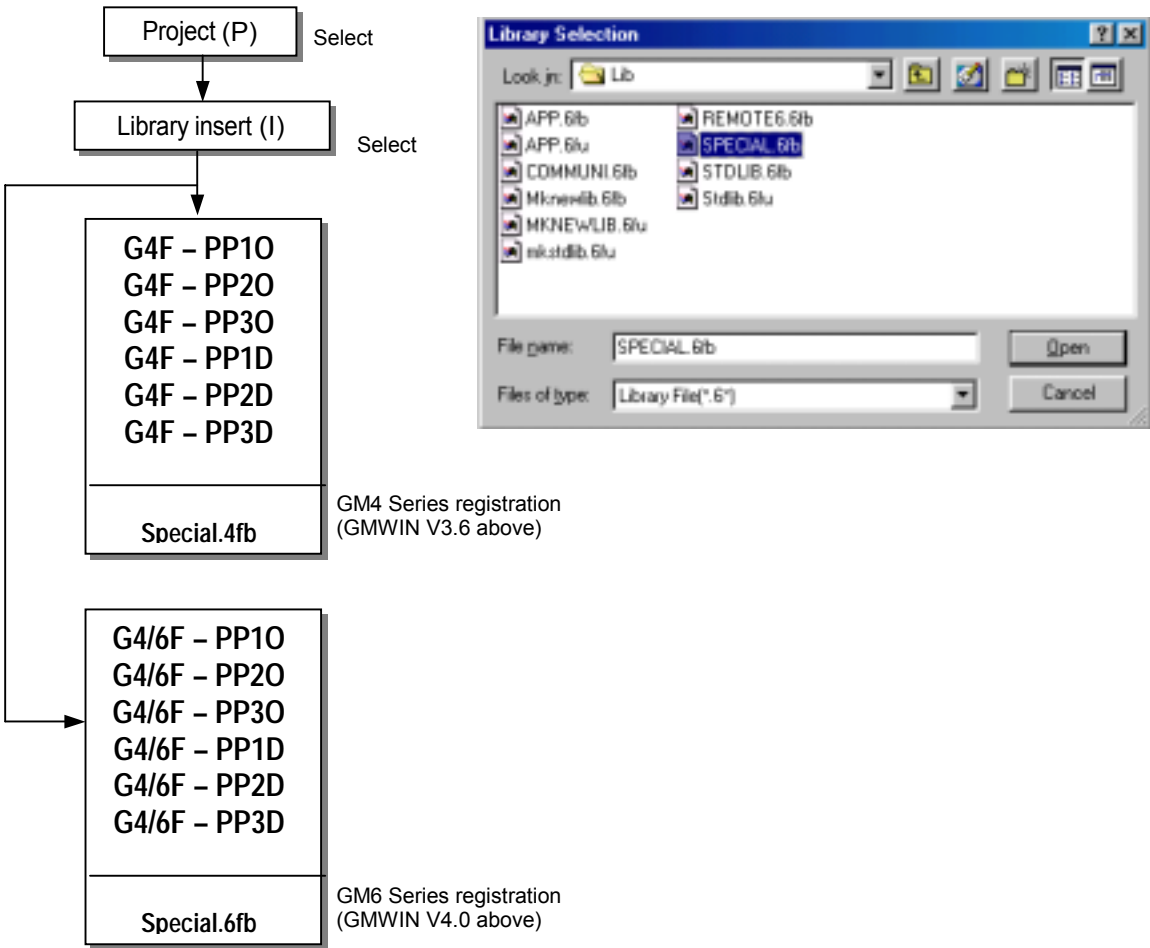 Project (P)
Select
Library insert (I)
Select
G4F – PP1O
G4F – PP2O
G4F – PP3O
G4F – PP1D
G4F – PP2D
G4F – PP3D
Special.4fb
GM4 Series registration
(GMWIN V3.6 above)
G4/6F – PP1O
G4/6F – PP2O
G4/6F – PP3O
G4/6F – PP1D
G4/6F – PP2D
G4/6F – PP3D
Special.6fb
GM6 Series registration
(GMWIN V4.0 above)
Library Selection
Look in: Lib
APP.6fb
APP.6fu
COMMUNI.6fb
Mknewlib.6fb
MKNEWLIB.6fu
mkstdlib.6fu
REMOTE6.6fb
SPECIAL.6fb
STDLIB.6fb
Stdlib.6fu
File name: SPECIAL.6fb
Open
Files of type: Library File(*.6*)
Cancel